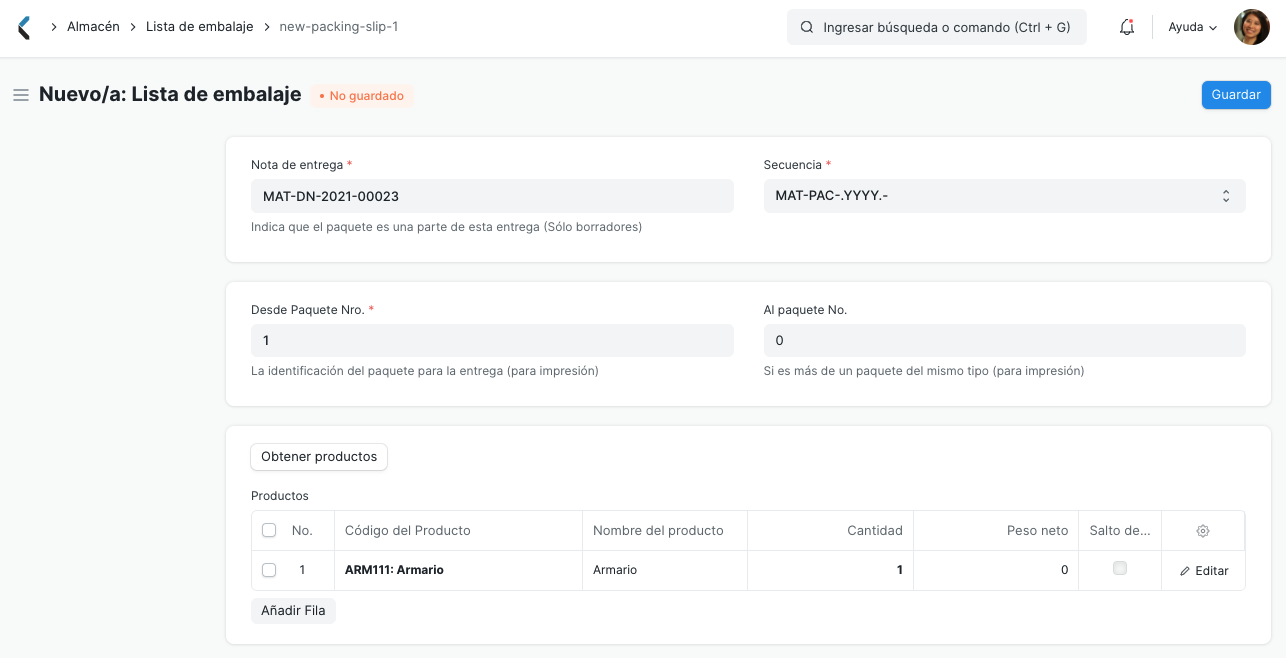 Almacén
Lista de embalaje
new-packing-slip-1
Ingresar búsqueda o comando (Ctrl + G)
Ayuda
Nuevo/a: Lista de embalaje
• No guardado
Guardar
Nota de entrega *
MAT-DN-2021-00023
Indica que el paquete es una parte de esta entrega (Sólo borradores)
Secuencia *
MAT-PAC-.YYYY.-
Desde Paquete Nro. *
1
La identificación del paquete para la entrega (para impresión)
Al paquete No.
0
Si es más de un paquete del mismo tipo (para impresión)
Obtener productos
Productos
No. Código del Producto Nombre del producto Cantidad Peso neto Salto de...
1 ARM111: Armario Armario 1 0 Editar
Añadir Fila